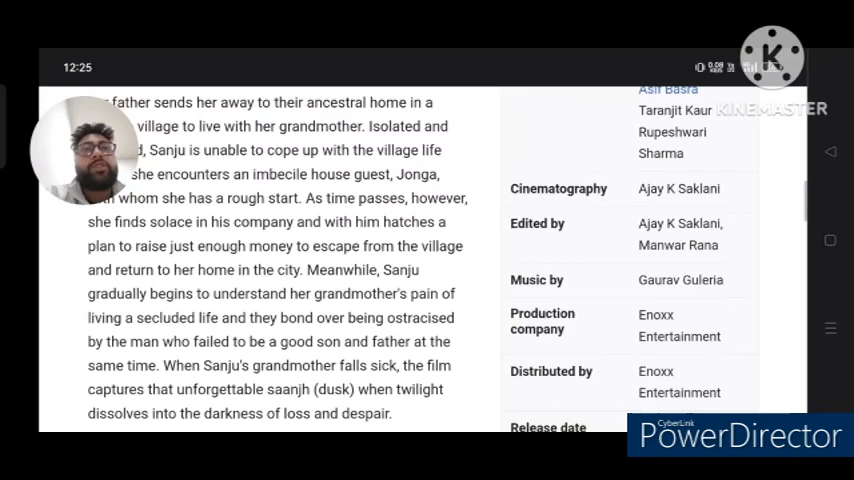 12:25
0.08
KB/S
K
KINEMASTER
father sends her away to their ancestral home in a
village to live with her grandmother. Isolated and
Sanju is unable to cope up with the village life
she encounters an imbecile house guest, Jonga,
whom she has a rough start. As time passes, however,
she finds solace in his company and with him hatches a
plan to raise just enough money to escape from the village
and return to her home in the city. Meanwhile, Sanju
gradually begins to understand her grandmother's pain of
living a secluded life and they bond over being ostracised
by the man who failed to be a good son and father at the
same time. When Sanju's grandmother falls sick, the film
captures that unforgettable saanjh (dusk) when twilight
dissolves into the darkness of loss and despair.
Asif Basra
Taranjit Kaur
Rupeshwari
Sharma
Cinematography Ajay K Saklani
Edited by Ajay K Saklani,
Manwar Rana
Music by Gaurav Guleria
Production Enoxx
company Entertainment
Distributed by Enoxx
Entertainment
Release date
CyberLink
PowerDirector